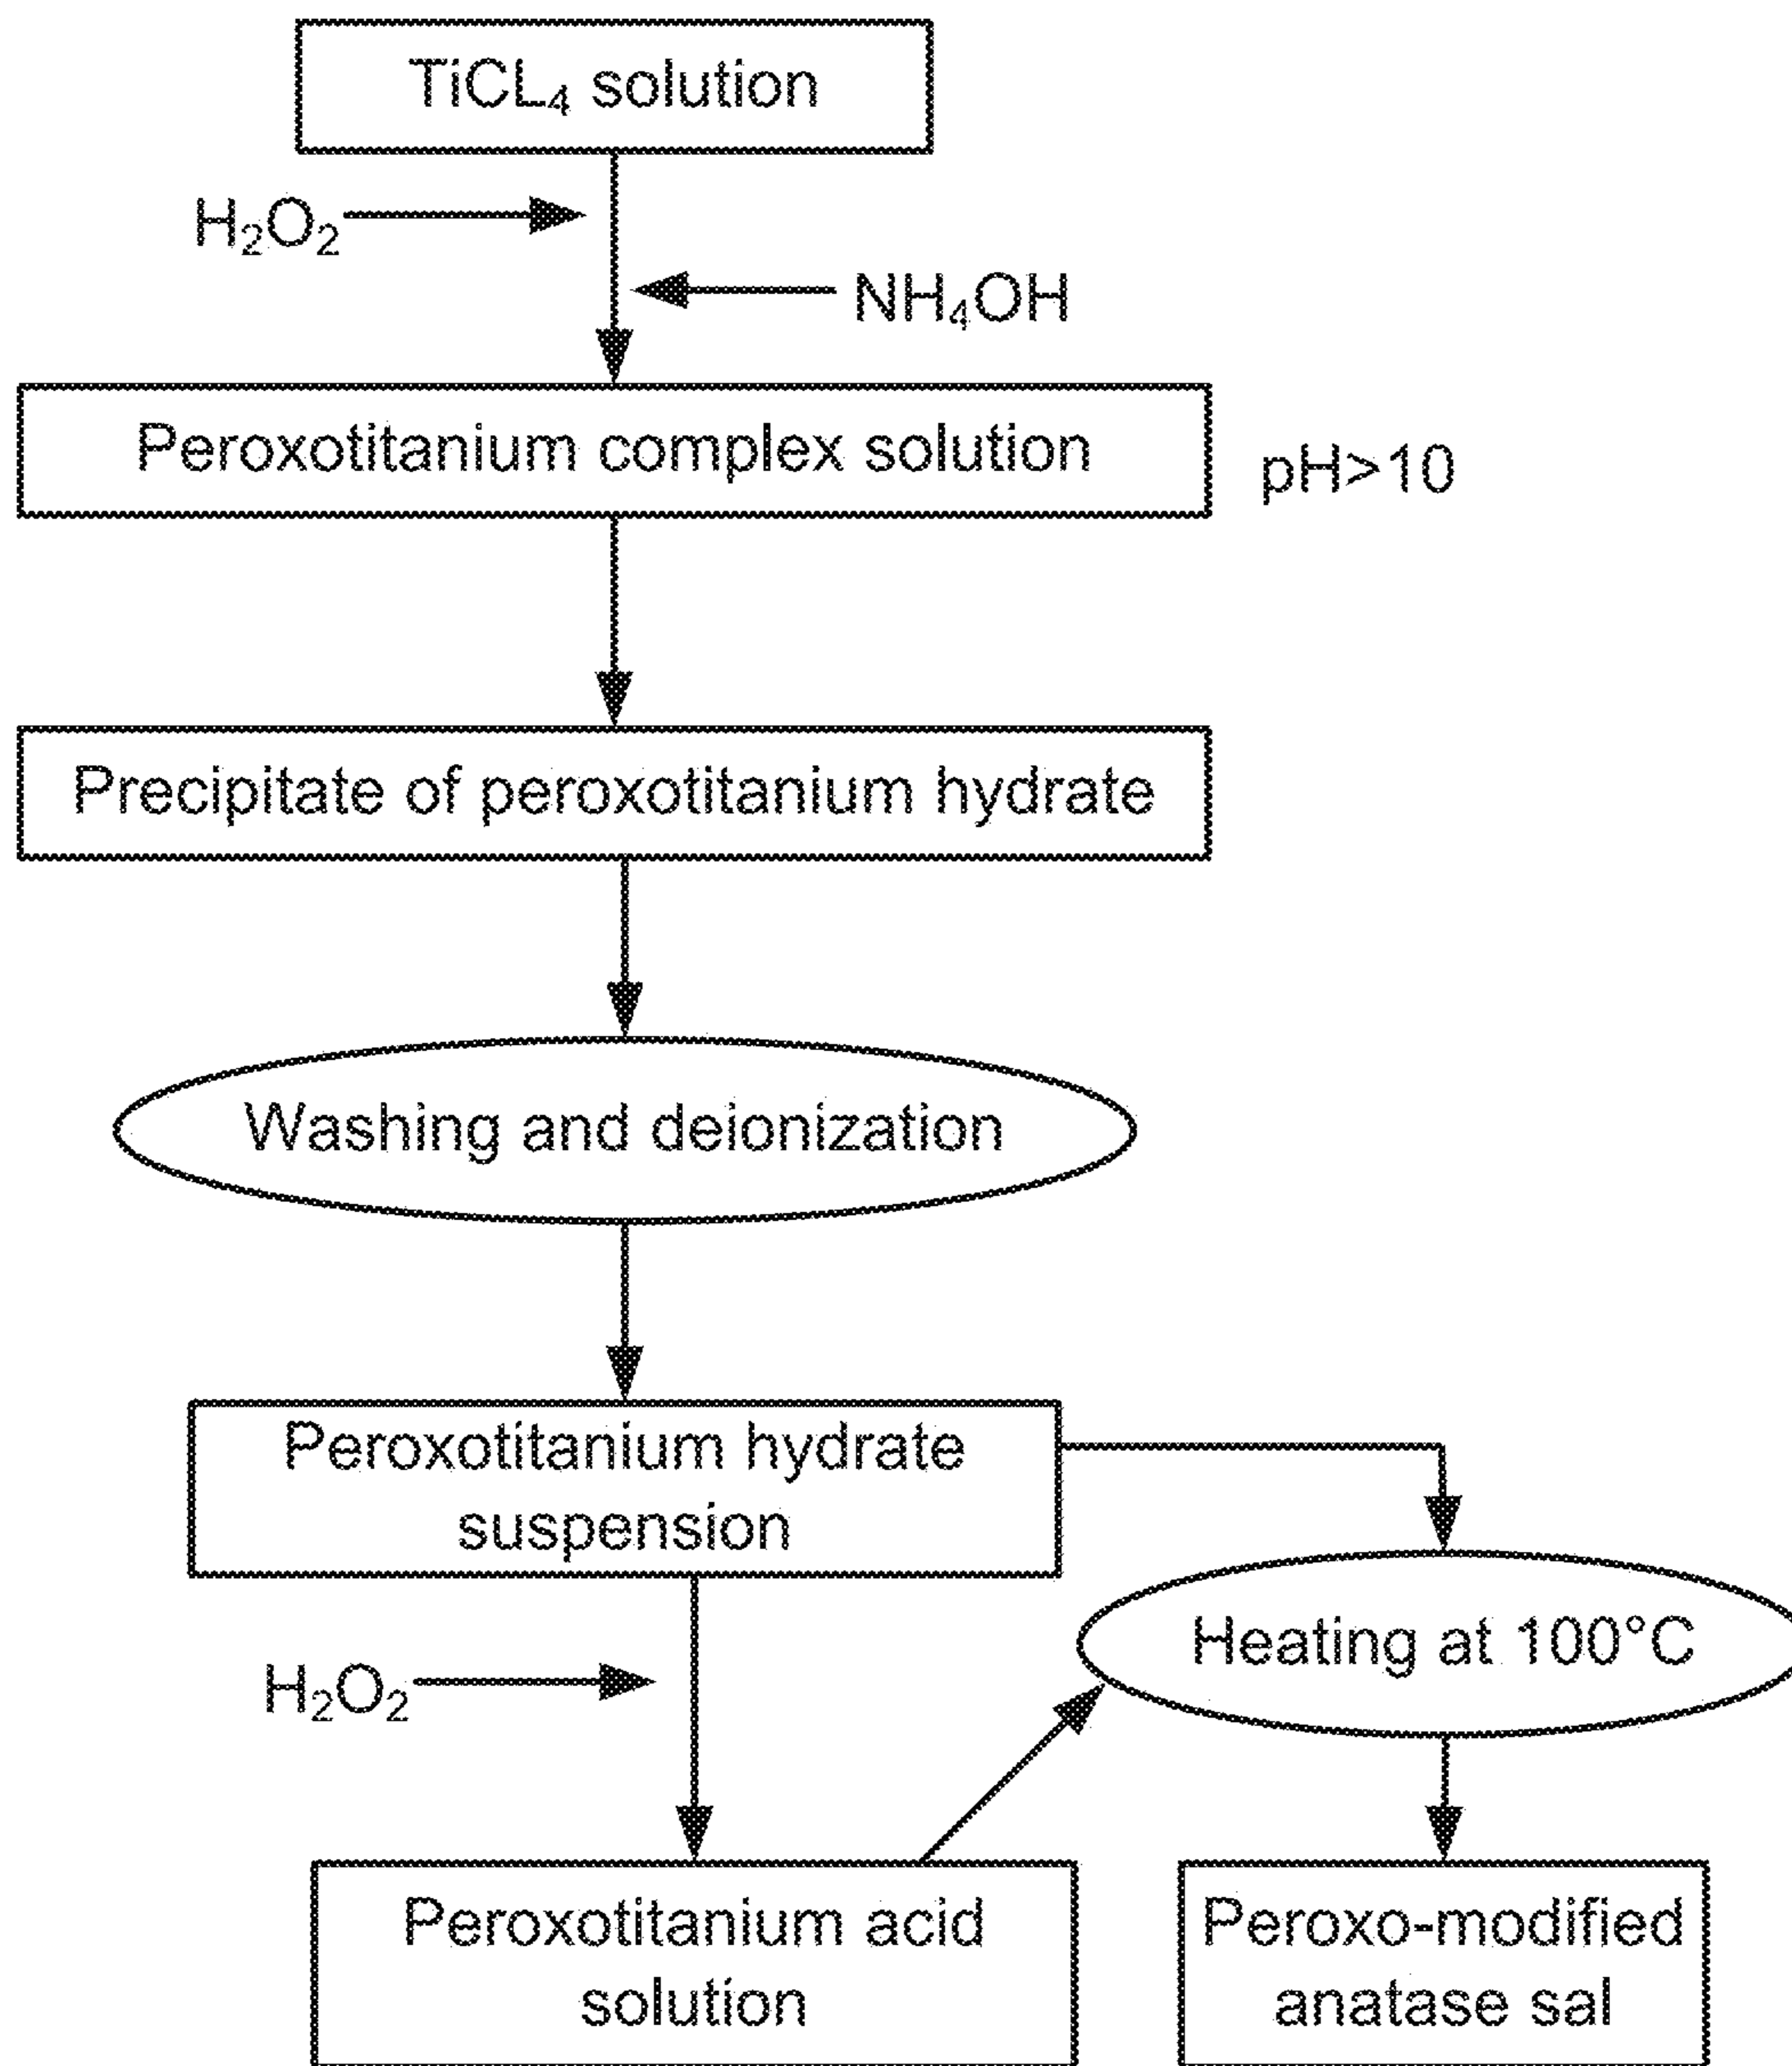 TiCL₄ solution
H₂O₂
NH₄OH
Peroxotitanium complex solution
pH>10
Precipitate of peroxotitanium hydrate
Washing and deionization
Peroxotitanium hydrate
suspension
Heating at 100°C
H₂O₂
Peroxotitanium acid
solution
Peroxo-modified
anatase sal